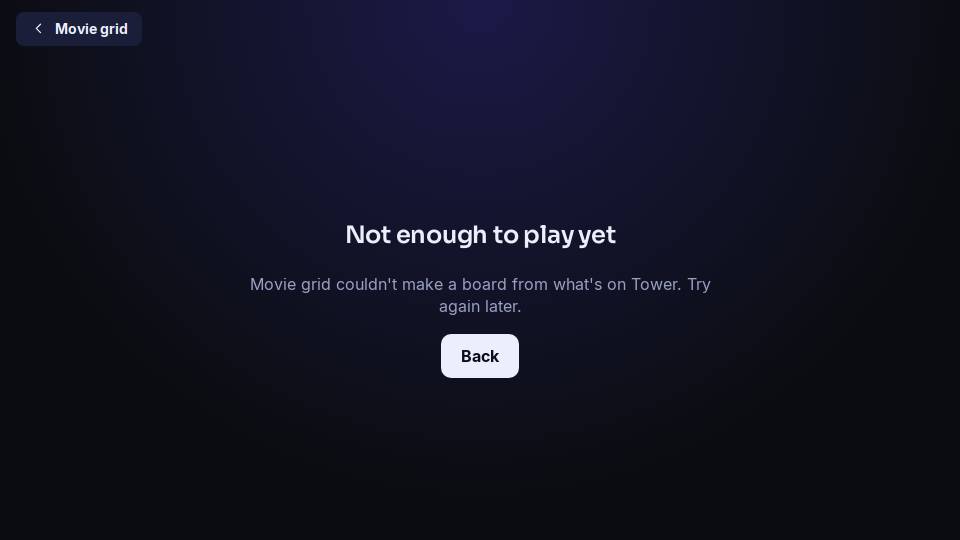 Movie grid
Not enough to play yet
Movie grid couldn't make a board from what's on Tower. Try
again later.
Back